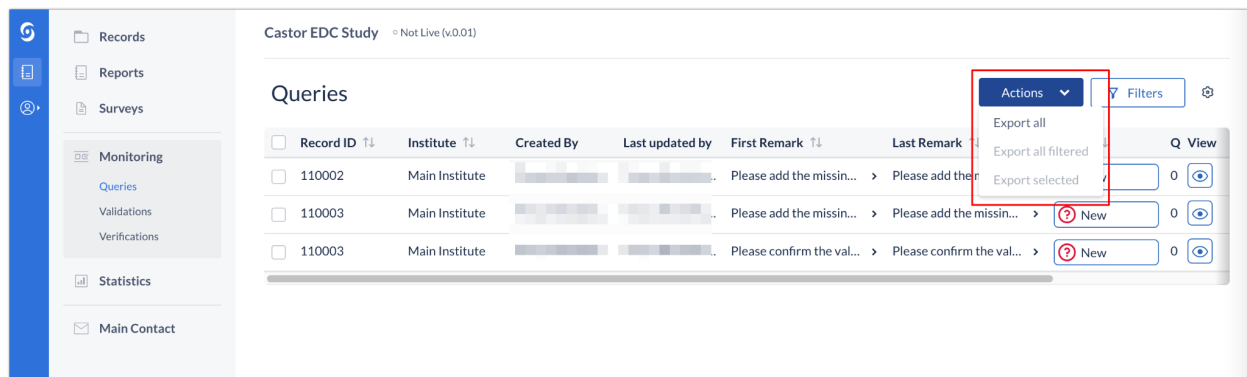 Castor EDC Study Not Live (v.0.01)
Records
Reports
Surveys
Monitoring
Queries
Validations
Verifications
Statistics
Main Contact
Queries
Actions Filters
Export all
Export all filtered
Export selected
Record ID Institute Created By Last updated by First Remark Last Remark Q View
110002 Main Institute Please add the missin... Please add the 0
110003 Main Institute Please add the missin... Please add the missin... New 0
110003 Main Institute Please confirm the val... Please confirm the val... New 0